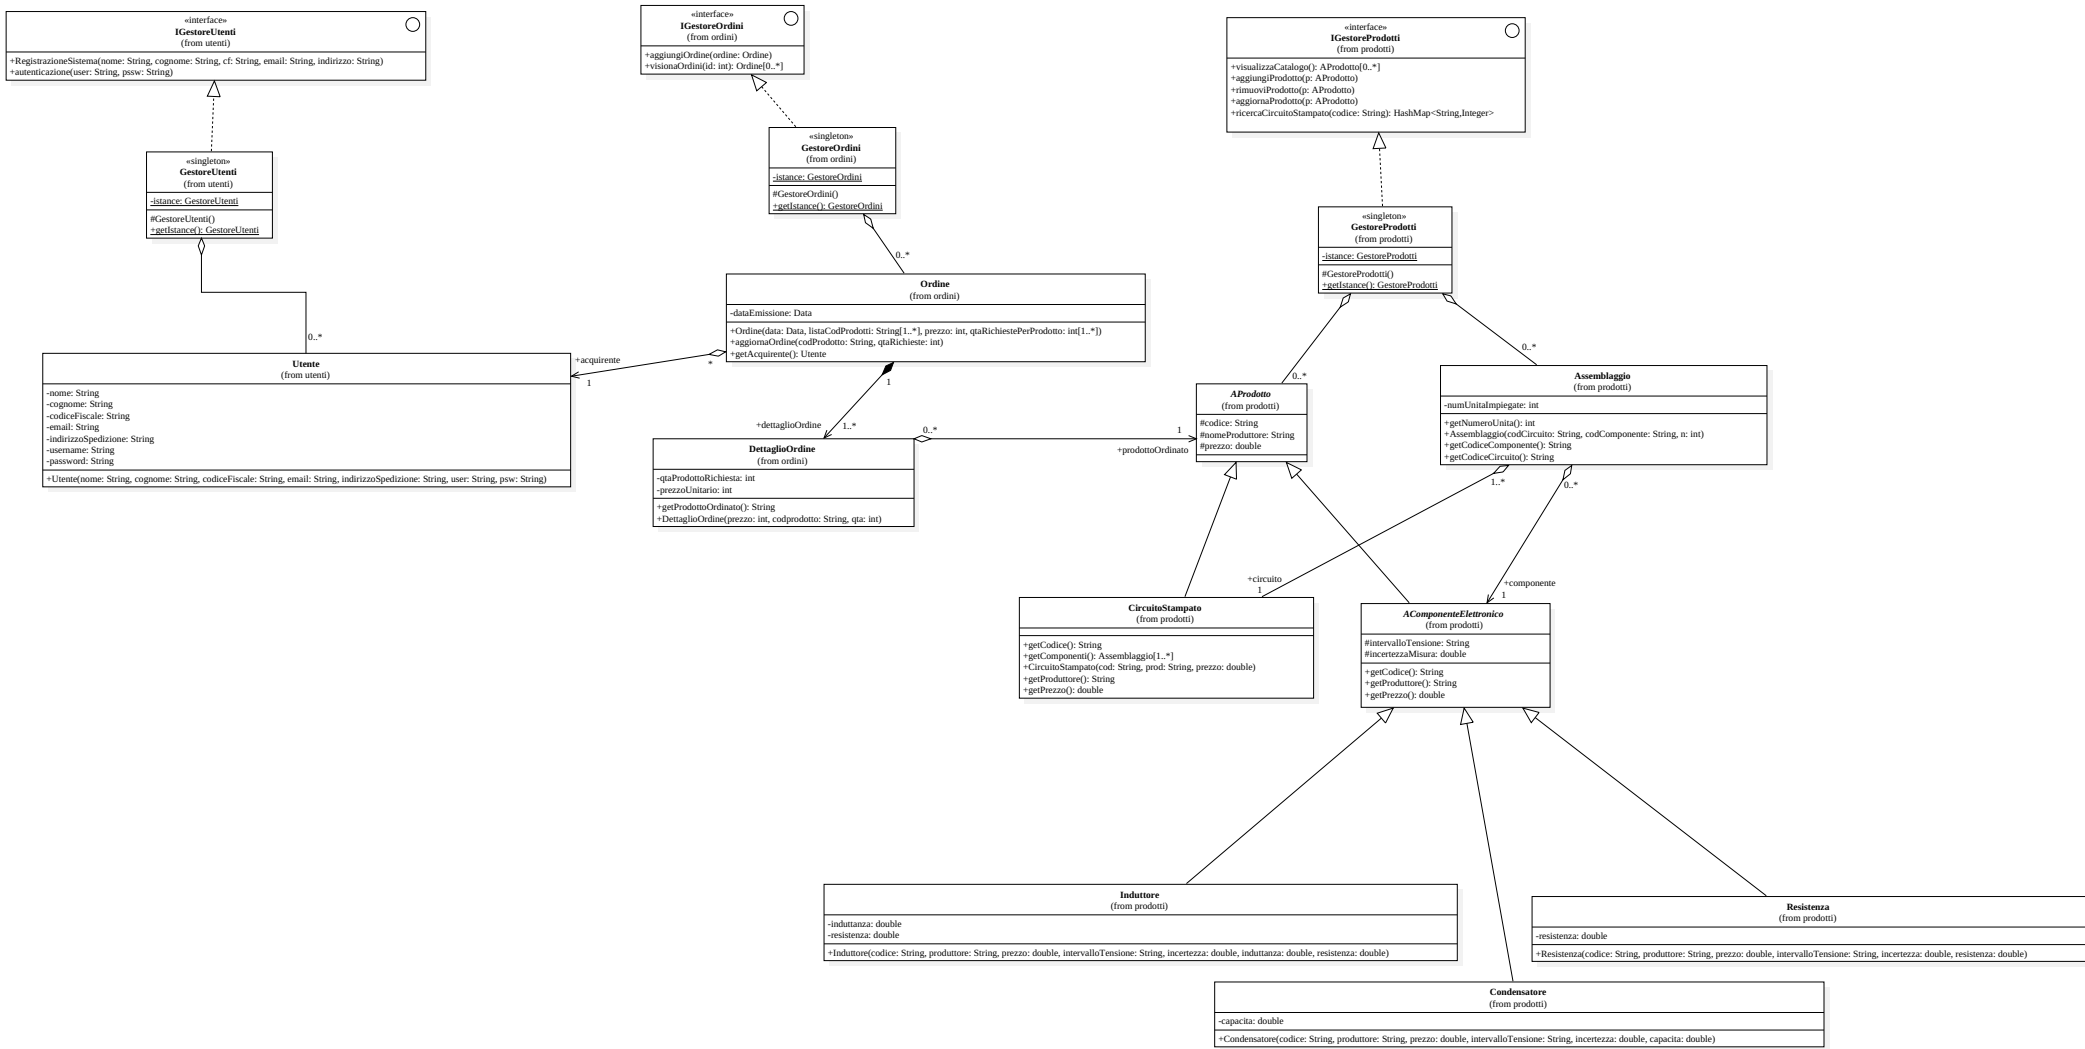 «interface»
IGestoreUtenti
(from utenti)
+RegistrazioneSistema(nome: String, cognome: String, cf: String, email: String, indirizzo: String)
+autenticazione(user: String, pssw: String)
«interface»
IGestoreOrdini
(from ordini)
+aggiungiOrdine(ordine: Ordine)
+visionaOrdini(id: int): Ordine[0..*]
«interface»
IGestoreProdotti
(from prodotti)
+visualizzaCatalogo(): AProdotto[0..*]
+aggiungiProdotto(p: AProdotto)
+rimuoviProdotto(p: AProdotto)
+aggiornaProdotto(p: AProdotto)
+ricercaCircuitoStampato(codice: String): HashMap<String,Integer>
«singleton»
GestoreUtenti
(from utenti)
-istance: GestoreUtenti
#GestoreUtenti()
+getIstance(): GestoreUtenti
«singleton»
GestoreOrdini
(from ordini)
-istance: GestoreOrdini
#GestoreOrdini()
+getIstance(): GestoreOrdini
«singleton»
GestoreProdotti
(from prodotti)
-istance: GestoreProdotti
#GestoreProdotti()
+getIstance(): GestoreProdotti
0..*
0..*
0..*
0..*
Utente
(from utenti)
-nome: String
-cognome: String
-codiceFiscale: String
-email: String
-indirizzoSpedizione: String
-username: String
-password: String
+Utente(nome: String, cognome: String, codiceFiscale: String, email: String, indirizzoSpedizione: String, user: String, psw: String)
+acquirente
1
*
Ordine
(from ordini)
-dataEmissione: Data
+Ordine(data: Data, listaCodProdotti: String[1..*], prezzo: int, qtaRichiestePerProdotto: int[1..*])
+aggiornaOrdine(codProdotto: String, qtaRichieste: int)
+getAcquirente(): Utente
1
+dettaglioOrdine
1..*
DettaglioOrdine
(from ordini)
-qtaProdottoRichiesta: int
-prezzoUnitario: int
+getProdottoOrdinato(): String
+DettaglioOrdine(prezzo: int, codprodotto: String, qta: int)
0..*
1
+prodottoOrdinato
AProdotto
(from prodotti)
#codice: String
#nomeProduttore: String
#prezzo: double
Assemblaggio
(from prodotti)
-numUnitaImpiegate: int
+getNumeroUnita(): int
+Assemblaggio(codCircuito: String, codComponente: String, n: int)
+getCodiceComponente(): String
+getCodiceCircuito(): String
1..*
0..*
+circuito
1
+componente
1
CircuitoStampato
(from prodotti)
+getCodice(): String
+getComponenti(): Assemblaggio[1..*]
+CircuitoStampato(cod: String, prod: String, prezzo: double)
+getProduttore(): String
+getPrezzo(): double
AComponenteElettronico
(from prodotti)
#intervalloTensione: String
#incertezzaMisura: double
+getCodice(): String
+getProduttore(): String
+getPrezzo(): double
Induttore
(from prodotti)
-induttanza: double
-resistenza: double
+Induttore(codice: String, produttore: String, prezzo: double, intervalloTensione: String, incertezza: double, induttanza: double, resistenza: double)
Resistenza
(from prodotti)
-resistenza: double
+Resistenza(codice: String, produttore: String, prezzo: double, intervalloTensione: String, incertezza: double, resistenza: double)
Condensatore
(from prodotti)
-capacita: double
+Condensatore(codice: String, produttore: String, prezzo: double, intervalloTensione: String, incertezza: double, capacita: double)